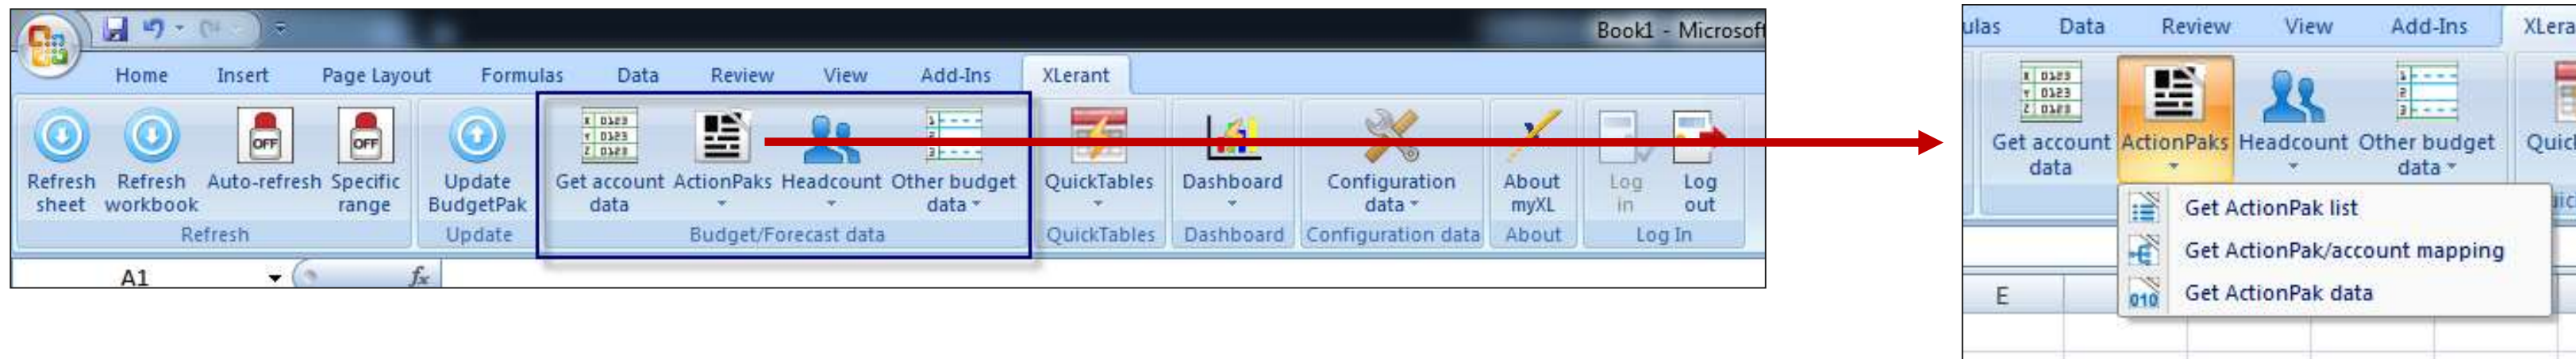 Book1 - Microsoft
Home Insert Page Layout Formulas Data Review View Add-Ins XLerant
OFF OFF
Refresh sheet
Refresh workbook
Auto-refresh
Specific range
Update BudgetPak
Get account data
ActionPaks
Headcount
Other budget data
QuickTables
Dashboard
Configuration data
About myXL
Log in
Log out
Refresh Update Budget/Forecast data QuickTables Dashboard Configuration data About Log In
A1 fx
Data Review View Add-Ins
Get account data
ActionPaks
Headcount
Other budget data
Get ActionPak list
Get ActionPak/account mapping
010 Get ActionPak data
E